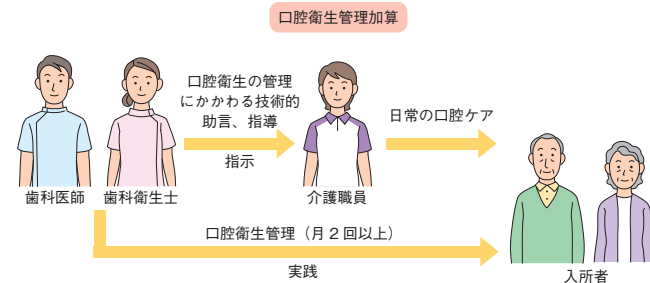 口腔衛生管理加算
口腔衛生の管理
にかかわる技術的
助言、指導
指示
日常の口腔ケア
歯科医師
歯科衛生士
介護職員
口腔衛生管理（月２回以上）
実践
入所者